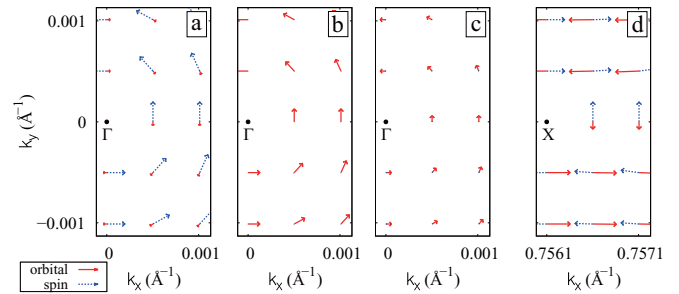 a b c d
0.001
0
−0.001
k_y (Å⁻¹)
Γ Γ Γ X
0 0.001 0 0.001 0 0.001 0.7561 0.7571
k_x (Å⁻¹) k_x (Å⁻¹) k_x (Å⁻¹) k_x (Å⁻¹)
orbital
spin